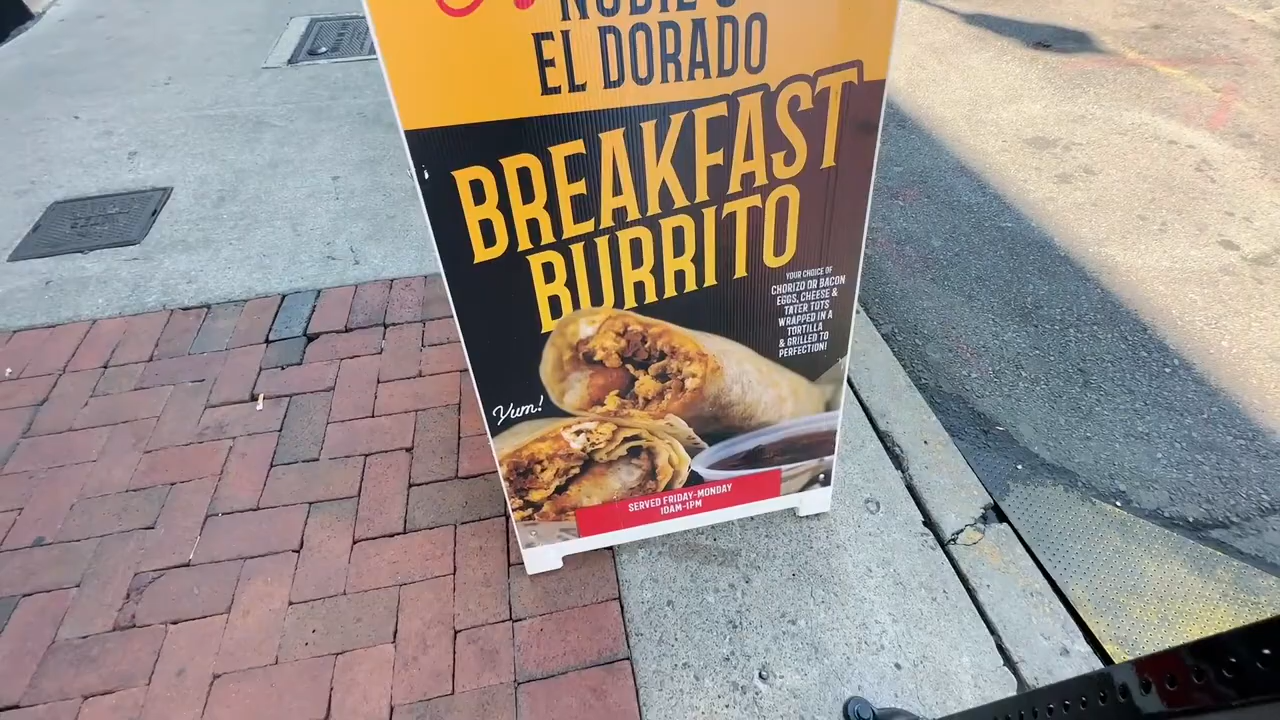 EL DORADO
BREAKFAST
BURRITO
YOUR CHOICE OF
CHORIZO OR BACON
EGGS, CHEESE &
TATER TOTS
WRAPPED IN A
TORTILLA
& GRILLED TO
PERFECTION!
Yum!
SERVED FRIDAY-MONDAY
10AM-1PM